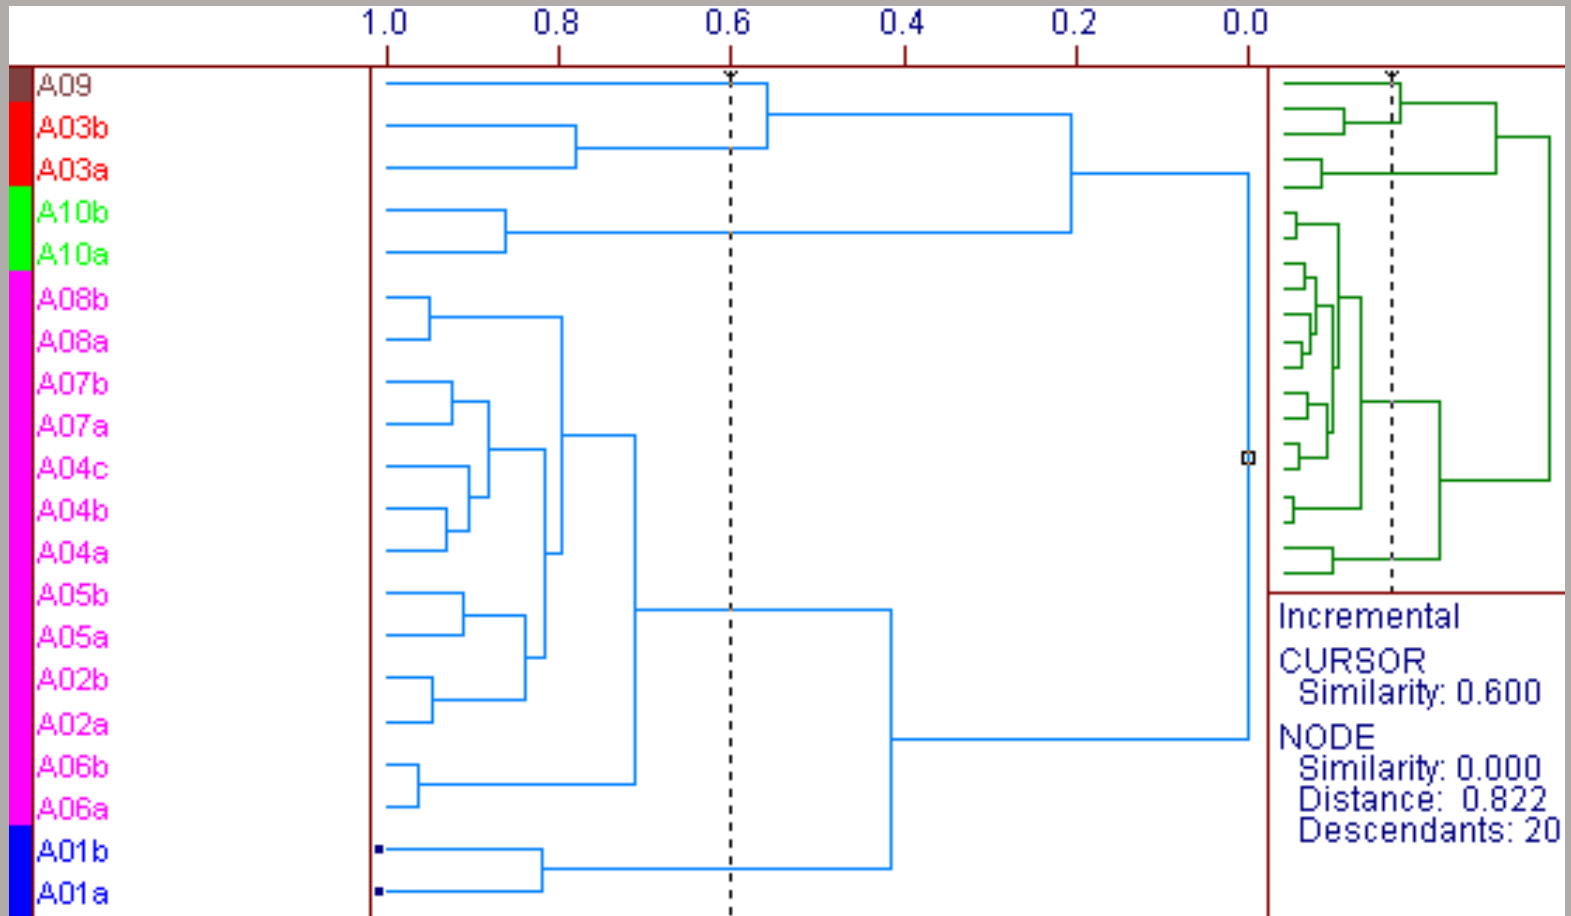 1.0 0.8 0.6 0.4 0.2 0.0
A09
A03b
A03a
A10b
A10a
A08b
A08a
A07b
A07a
A04c
A04b
A04a
A05b
A05a
A02b
A02a
A06b
A06a
A01b
A01a
Incremental
CURSOR
Similarity: 0.600
NODE
Similarity: 0.000
Distance: 0.822
Descendants: 20